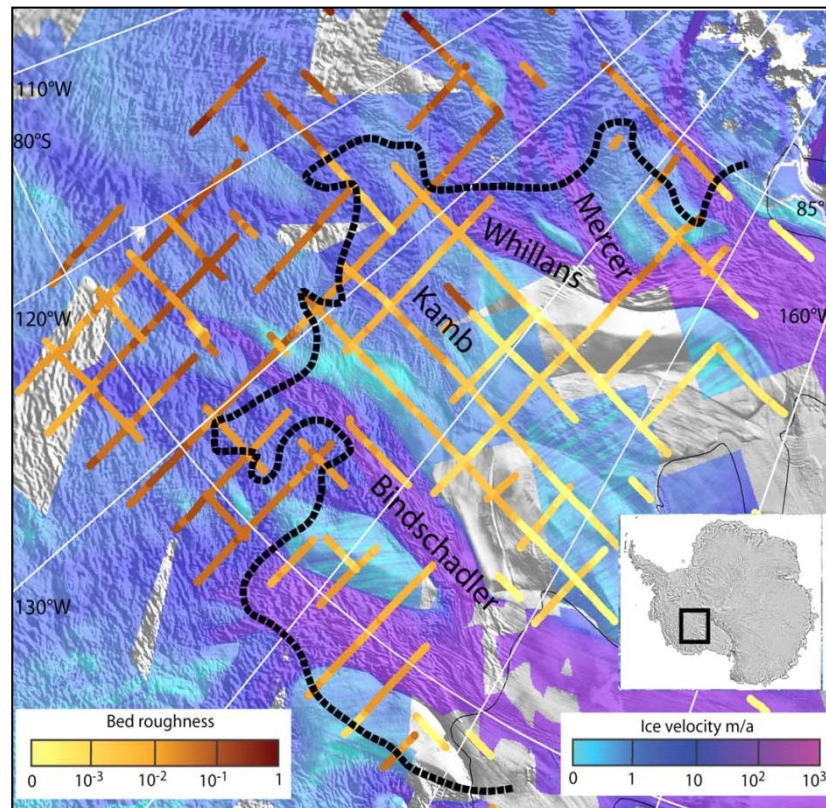 110°W
80°S
85°
Whillans
Mercer
Kamb
120°W
160°W
Bindschadler
130°W
Bed roughness
0 10-³ 10-² 10-¹ 1
Ice velocity m/a
0 1 10 10² 10³